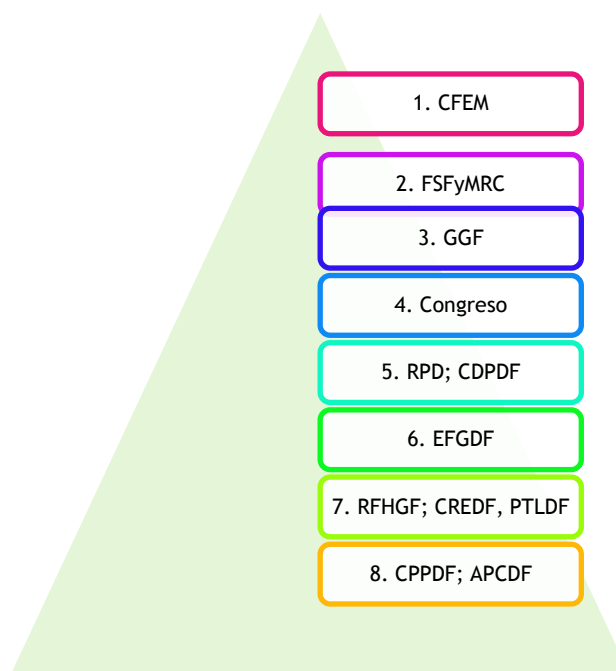 1. CFEM
2. FSFyMRC
3. GGF
4. Congreso
5. RPD; CDPDF
6. EFGDF
7. RFHGF; CREDF, PTLDF
8. CPPDF; APCDF